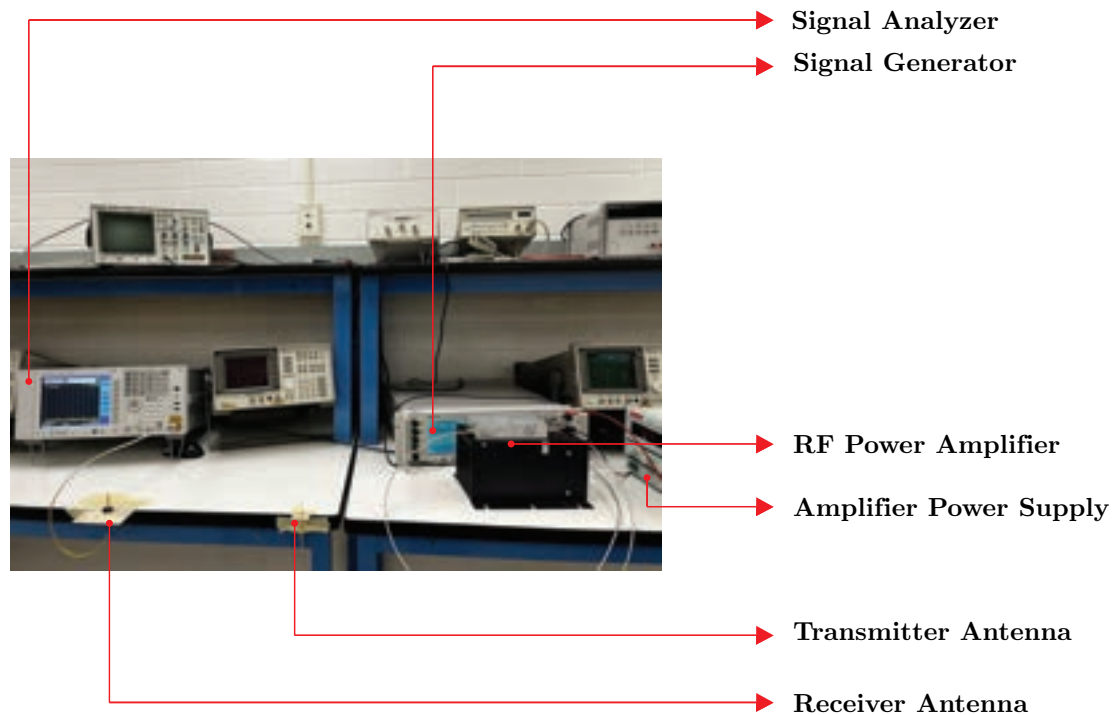 Signal Analyzer
Signal Generator
RF Power Amplifier
Amplifier Power Supply
Transmitter Antenna
Receiver Antenna